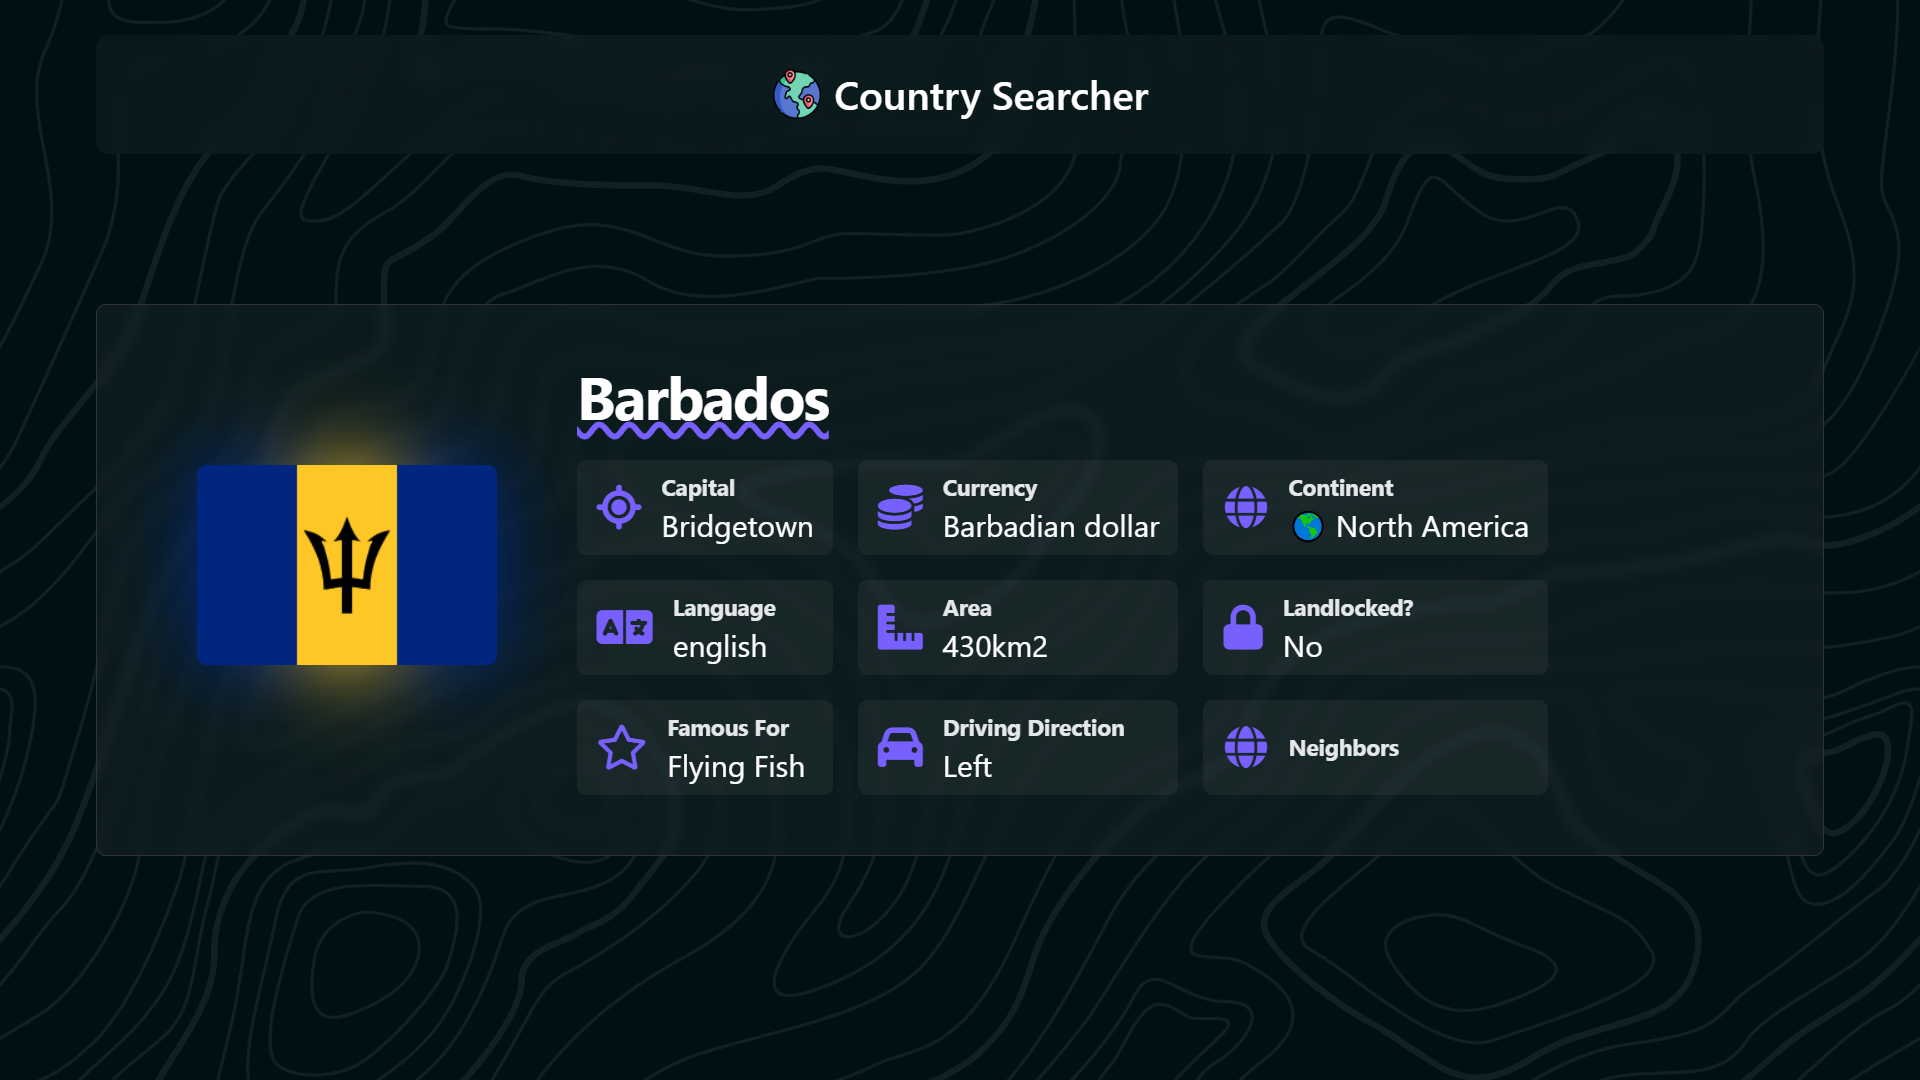 Country Searcher
Barbados
Capital
Bridgetown
Currency
Barbadian dollar
Continent
🌎 North America
Language
english
Area
430km2
Landlocked?
No
Famous For
Flying Fish
Driving Direction
Left
Neighbors